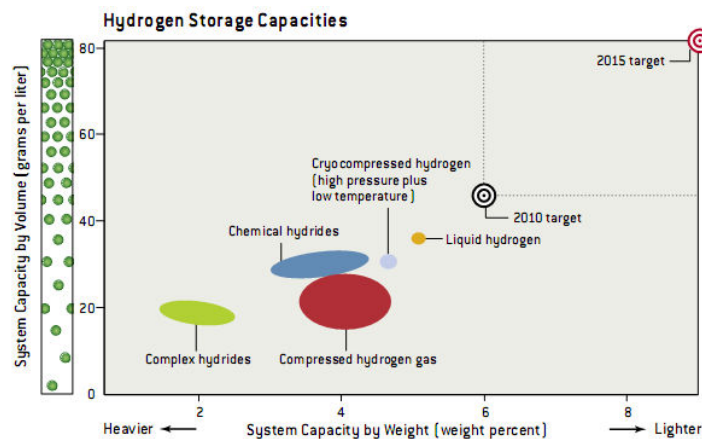 Hydrogen Storage Capacities
System Capacity by Volume (grams per liter)
80
60
40
20
0
2015 target
Cryocompressed hydrogen
(high pressure plus
low temperature)
2010 target
Chemical hydrides
Liquid hydrogen
Complex hydrides
Compressed hydrogen gas
2
4
6
8
Heavier
System Capacity by Weight (weight percent)
Lighter